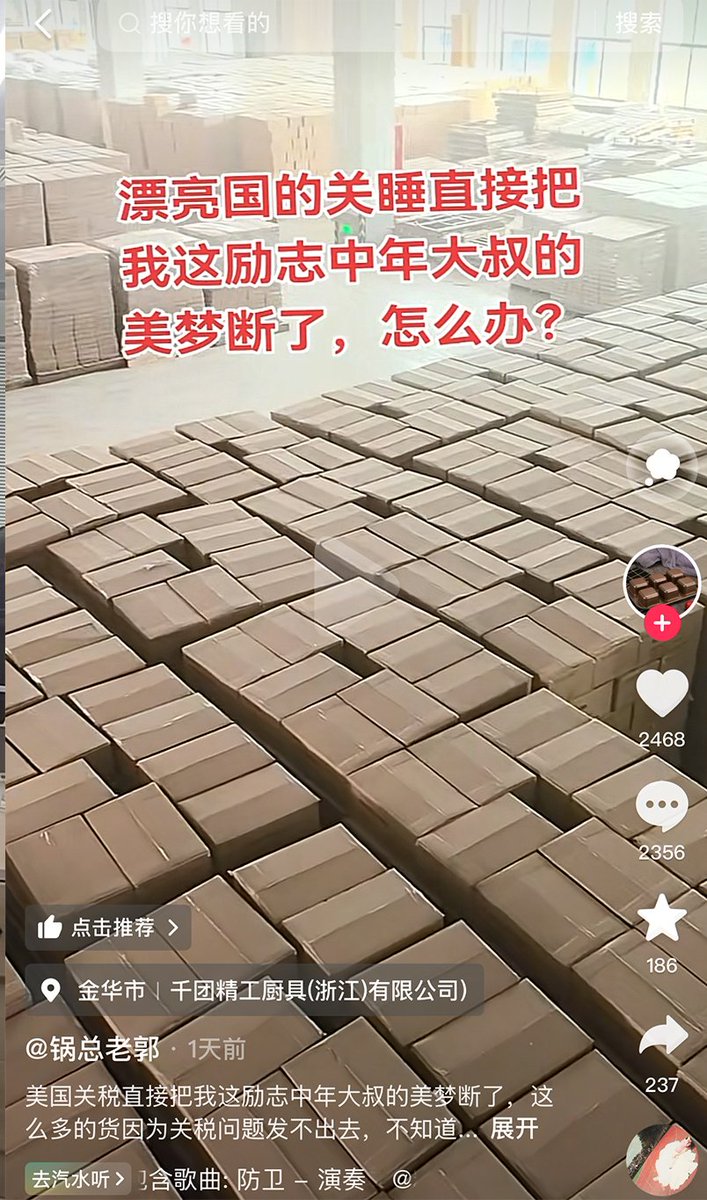 搜你想看的
搜索
漂亮国的关睡直接把
我这励志中年大叔的
美梦断了，怎么办?
2468
2356
186
237
点击推荐
金华市 | 千团精工厨具(浙江)有限公司)
@锅总老郭 · 1天前
美国关税直接把我这励志中年大叔的美梦断了，这
么多的货因为关税问题发不出去，不知道... 展开
去汽水听 含歌曲: 防卫 - 演奏 @